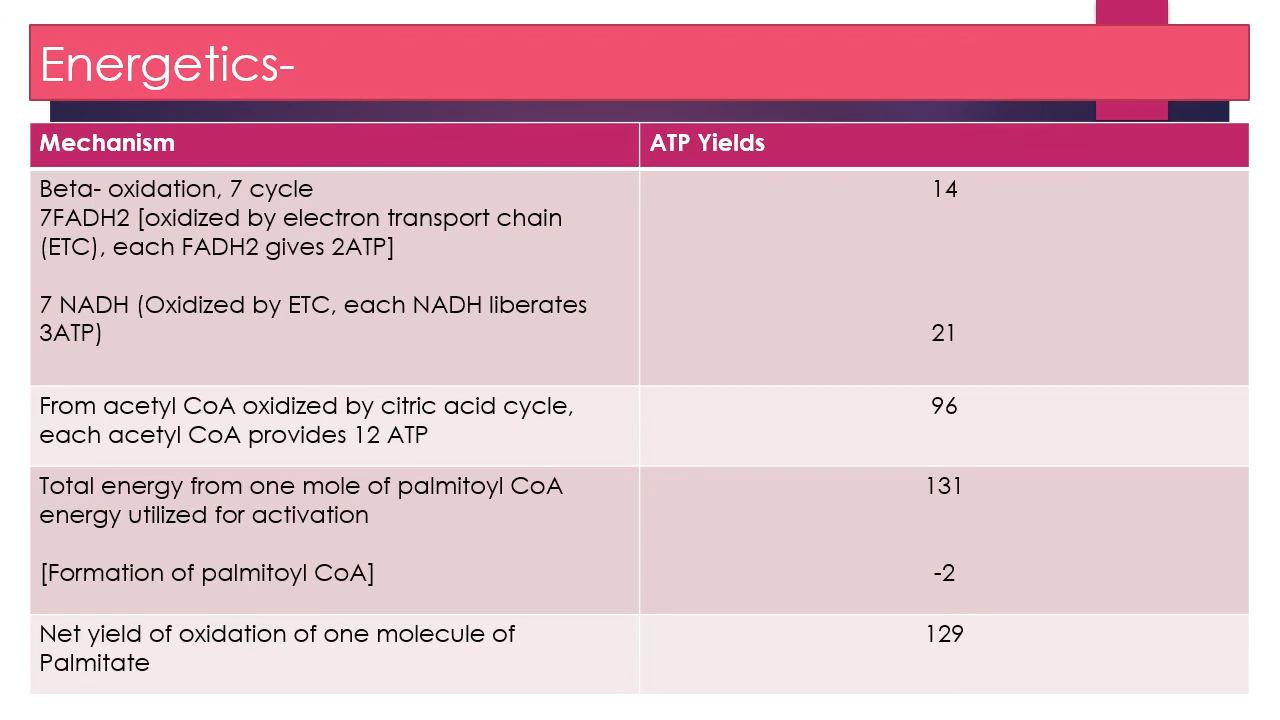 Energetics-
Mechanism
ATP Yields
Beta- oxidation, 7 cycle
14
7FADH2 [oxidized by electron transport chain
(ETC), each FADH2 gives 2ATP]
7 NADH (Oxidized by ETC, each NADH liberates
3ATP)
21
From acetyl CoA oxidized by citric acid cycle,
96
each acetyl CoA provides 12 ATP
Total energy from one mole of palmitoyl CoA
131
energy utilized for activation
[Formation of palmitoyl CoA]
-2
Net yield of oxidation of one molecule of
129
Palmitate